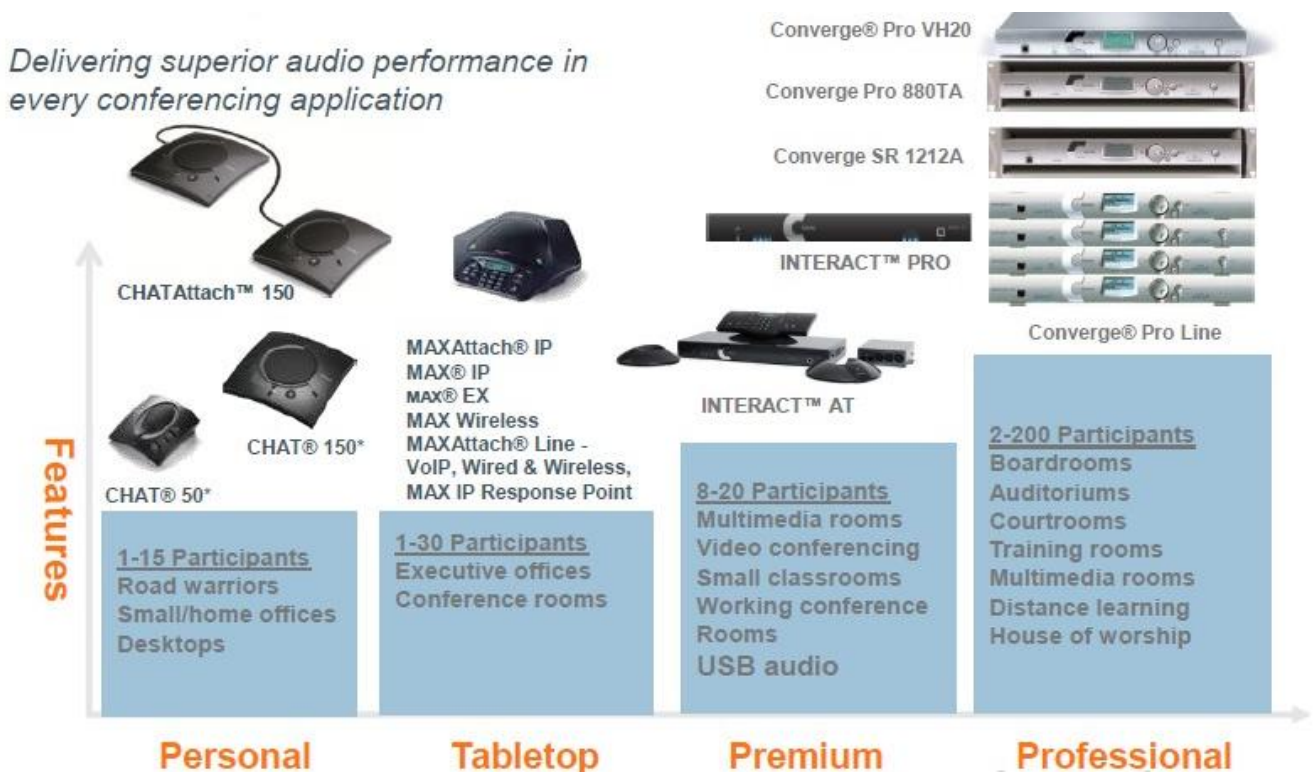 Delivering superior audio performance in
every conferencing application
Converge® Pro VH20
Converge Pro 880TA
Converge SR 1212A
INTERACT™ PRO
Converge® Pro Line
CHATAttach™ 150
CHAT® 150*
CHAT® 50*
MAXAttach® IP
MAX® IP
MAX® EX
MAX Wireless
MAXAttach® Line -
VoIP, Wired & Wireless,
MAX IP Response Point
INTERACT™ AT
Features
1-15 Participants
Road warriors
Small/home offices
Desktops
1-30 Participants
Executive offices
Conference rooms
8-20 Participants
Multimedia rooms
Video conferencing
Small classrooms
Working conference
Rooms
USB audio
2-200 Participants
Boardrooms
Auditoriums
Courtrooms
Training rooms
Multimedia rooms
Distance learning
House of worship
Personal
Tabletop
Premium
Professional